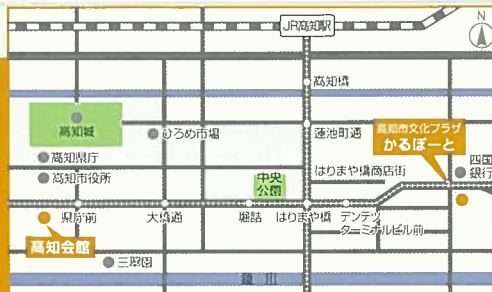 JR高知駅
N
高知橋
高知城
ひろめ市場
蓮池町通
高知市文化プラザ
かるぽーと
高知県庁
高知市役所
中央
公園
はりまや橋商店街
四国
銀行
県庁前
大橋通
堀詰
はりまや橋
デンテツ
ターミナルビル前
高知会館
三翠園
鏡川